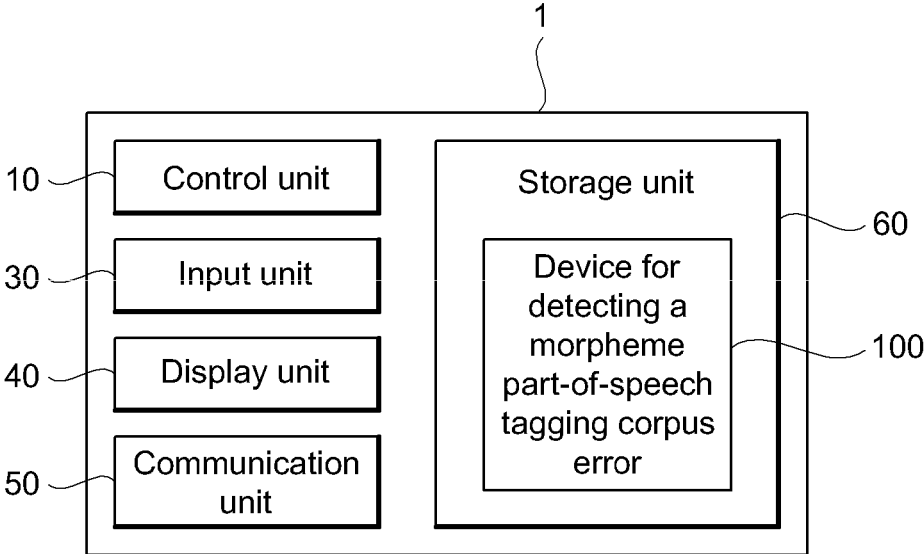 1
10
Control unit
30
Input unit
40
Display unit
50
Communication
unit
Storage unit
60
Device for
detecting a
morpheme
part-of-speech
tagging corpus
error
100